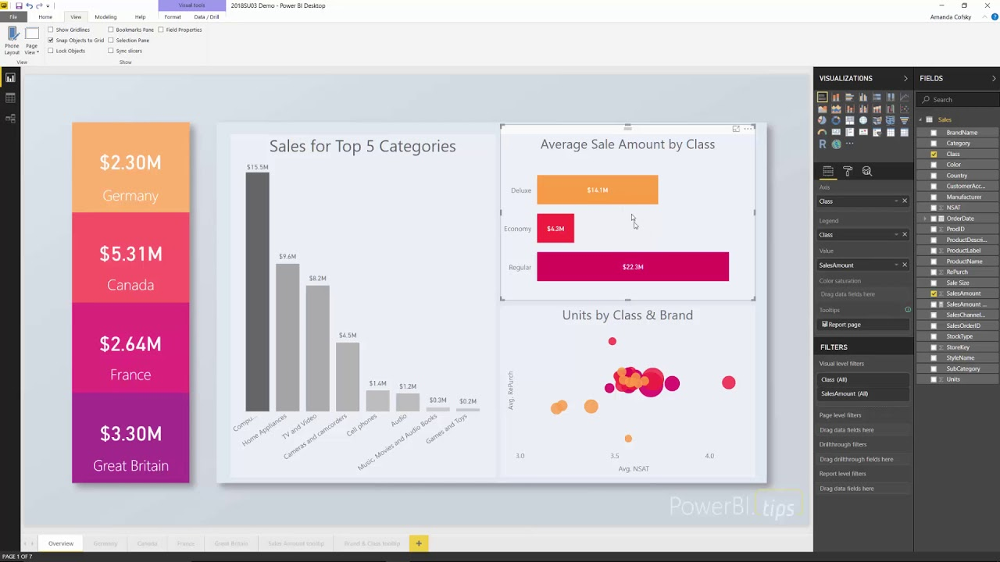 Visual tools
2018SU03 Demo - Power BI Desktop
File
Home
View
Modeling
Help
Format
Data / Drill
Amanda Cofsky
Phone Layout
Page View
Show Gridlines
Snap Objects to Grid
Lock Objects
Bookmarks Pane
Selection Pane
Sync slicers
Field Properties
View
Show
$2.30M
Germany
$5.31M
Canada
$2.64M
France
$3.30M
Great Britain
Sales for Top 5 Categories
$15.5M
$9.6M
$8.2M
$4.5M
$1.4M
$1.2M
$0.3M
$0.2M
Compu...
Home Appliances
TV and Video
Cameras and camcorders
Cell phones
Audio
Music, Movies and Audio Books
Games and Toys
Average Sale Amount by Class
Deluxe
$14.1M
Economy
$4.3M
Regular
$22.3M
Units by Class & Brand
Avg. RePurch
3.0
3.5
4.0
Avg. NSAT
PowerBI.tips
VISUALIZATIONS
R
Axis
Class
Legend
Class
Value
SalesAmount
Color saturation
Drag data fields here
Tooltips
Report page
FILTERS
Visual level filters
Class (All)
SalesAmount (All)
Page level filters
Drag data fields here
Drillthrough filters
Drag drillthrough fields here
Report level filters
Drag data fields here
FIELDS
Search
Sales
BrandName
Category
Class
Color
Country
CustomerAcc...
Manufacturer
NSAT
OrderDate
ProdID
ProductDescri...
ProductLabel
ProductName
RePurch
Sale Size
SalesAmount
SalesAmount ...
SalesChannel...
SalesOrderID
StockType
StoreKey
StyleName
SubCategory
Units
Overview
Germany
Canada
France
Great Britain
Sales Amount tooltip
Brand & Class tooltip
PAGE 1 OF 7